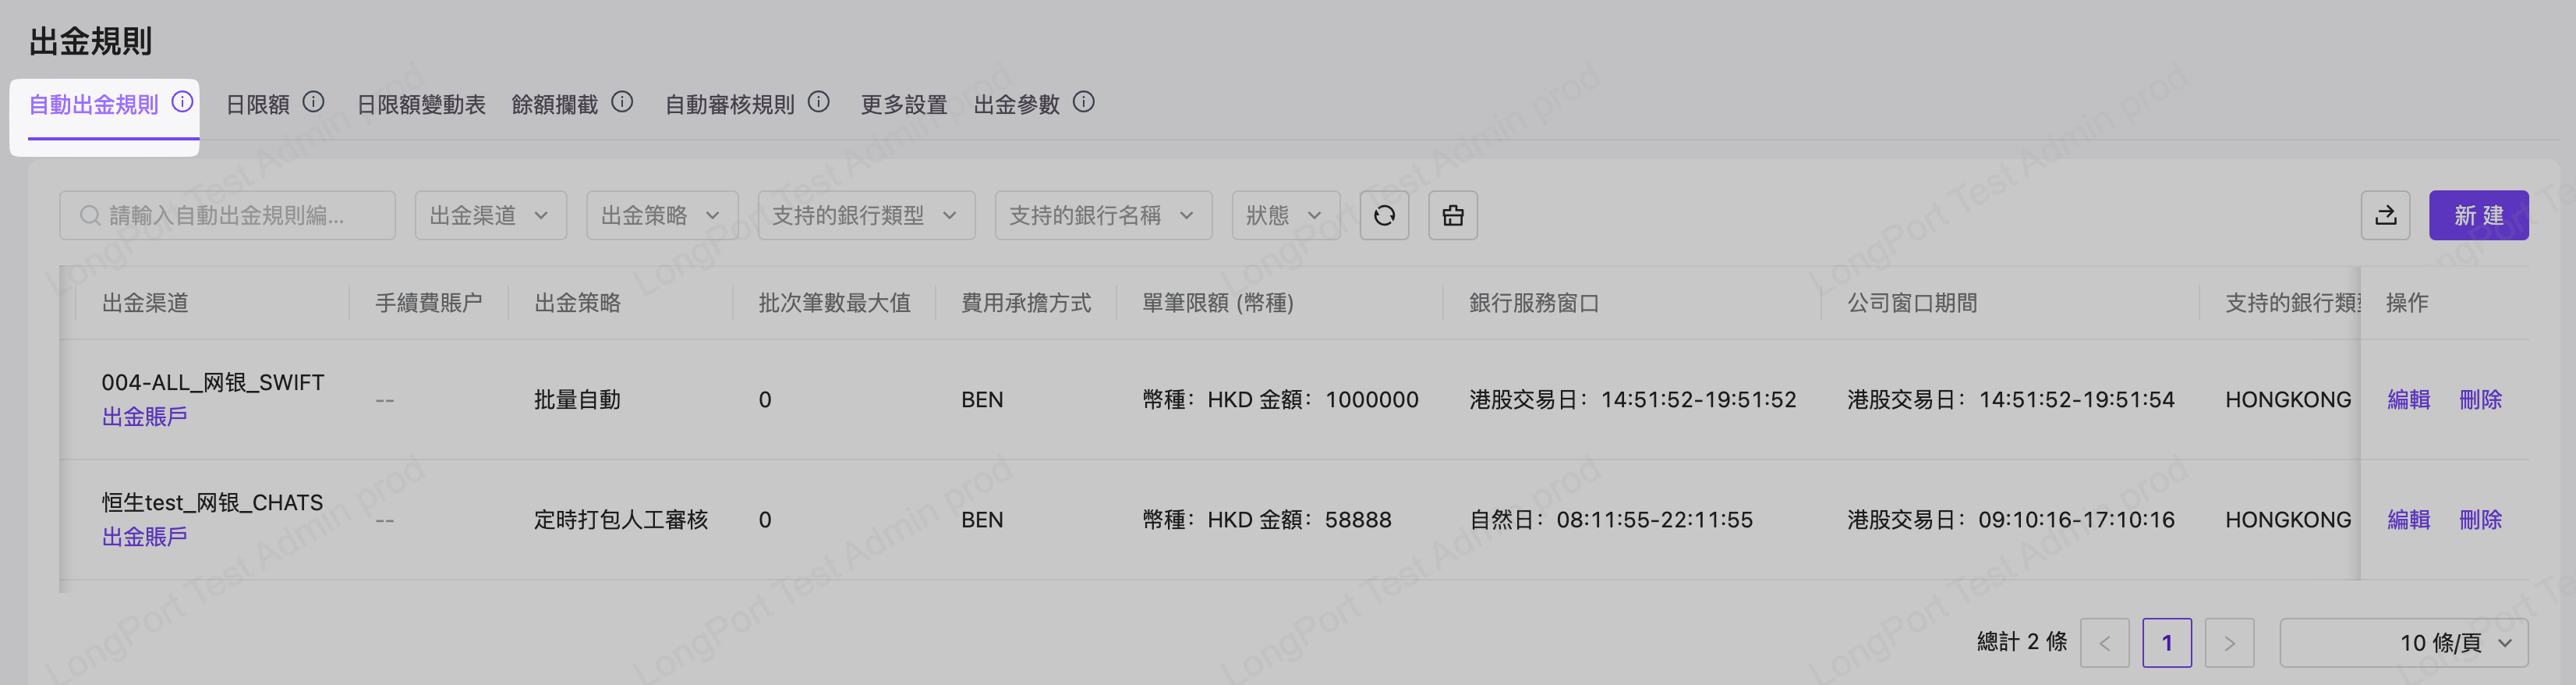 出金規則
自動出金規則 日限額 日限額變動表 餘額攔截 自動審核規則 更多設置 出金參數
請輸入自動出金規則編... 出金渠道 出金策略 支持的銀行類型 支持的銀行名稱 狀態 新 建
出金渠道 手續費賬户 出金策略 批次筆數最大值 費用承擔方式 單筆限額 (幣種) 銀行服務窗口 公司窗口期間 支持的銀行類 操作
004-ALL_网银_SWIFT -- 批量自動 0 BEN 幣種：HKD 金額：1000000 港股交易日：14:51:52-19:51:52 港股交易日：14:51:52-19:51:54 HONGKONG 編輯 刪除
出金賬戶
恒生test_网银_CHATS -- 定時打包人工審核 0 BEN 幣種：HKD 金額：58888 自然日：08:11:55-22:11:55 港股交易日：09:10:16-17:10:16 HONGKONG 編輯 刪除
出金賬戶
總計 2 條 < 1 > 10 條/頁
LongPort Test Admin prod